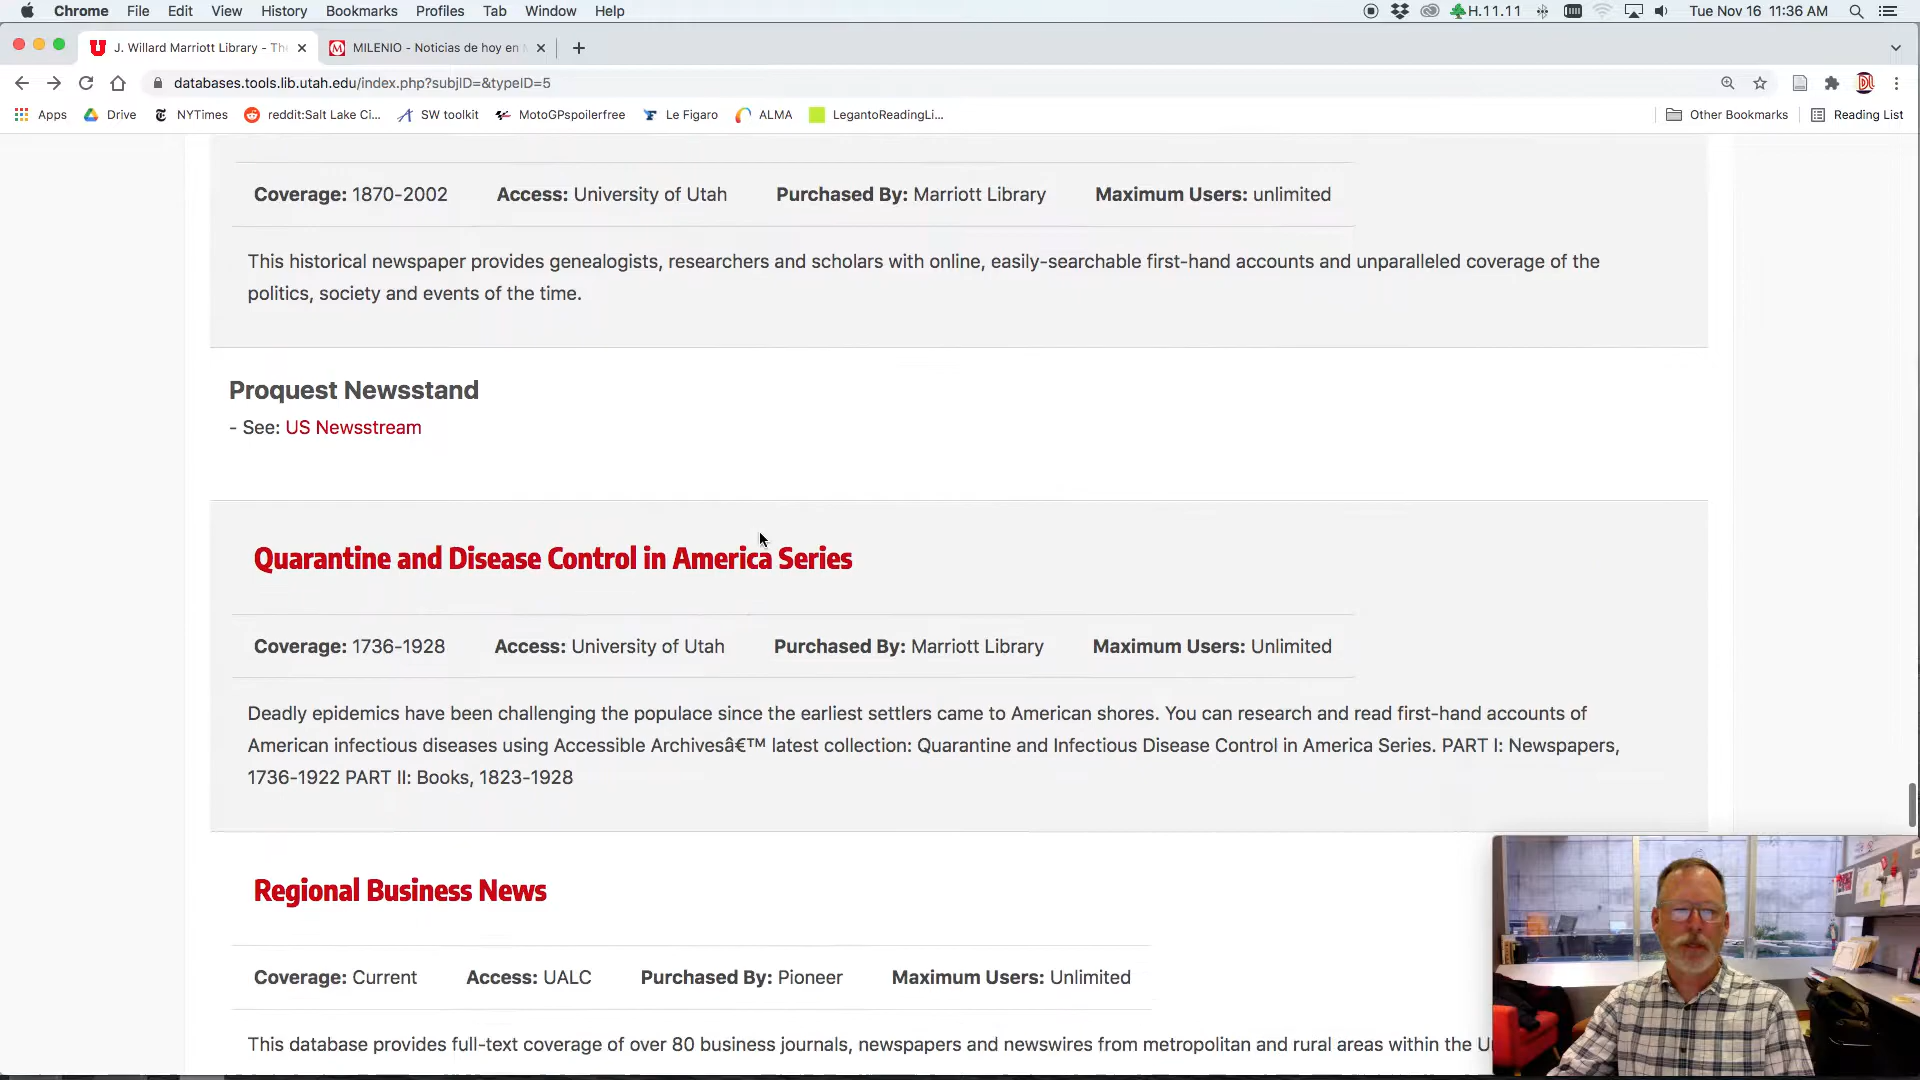 Chrome File Edit View History Bookmarks Profiles Tab Window Help H.11.11 Tue Nov 16 11:36 AM
J. Willard Marriott Library - The MILENIO - Noticias de hoy en
databases.tools.lib.utah.edu/index.php?subjID=&typeID=5
Apps Drive NYTimes reddit:Salt Lake Ci... SW toolkit MotoGPspoilerfree Le Figaro ALMA LegantoReadingLi... Other Bookmarks Reading List
Coverage: 1870-2002 Access: University of Utah Purchased By: Marriott Library Maximum Users: unlimited
This historical newspaper provides genealogists, researchers and scholars with online, easily-searchable first-hand accounts and unparalleled coverage of the
politics, society and events of the time.
Proquest Newsstand
- See: US Newsstream
Quarantine and Disease Control in America Series
Coverage: 1736-1928 Access: University of Utah Purchased By: Marriott Library Maximum Users: Unlimited
Deadly epidemics have been challenging the populace since the earliest settlers came to American shores. You can research and read first-hand accounts of
American infectious diseases using Accessible Archivesâ€™ latest collection: Quarantine and Infectious Disease Control in America Series. PART I: Newspapers,
1736-1922 PART II: Books, 1823-1928
Regional Business News
Coverage: Current Access: UALC Purchased By: Pioneer Maximum Users: Unlimited
This database provides full-text coverage of over 80 business journals, newspapers and newswires from metropolitan and rural areas within the